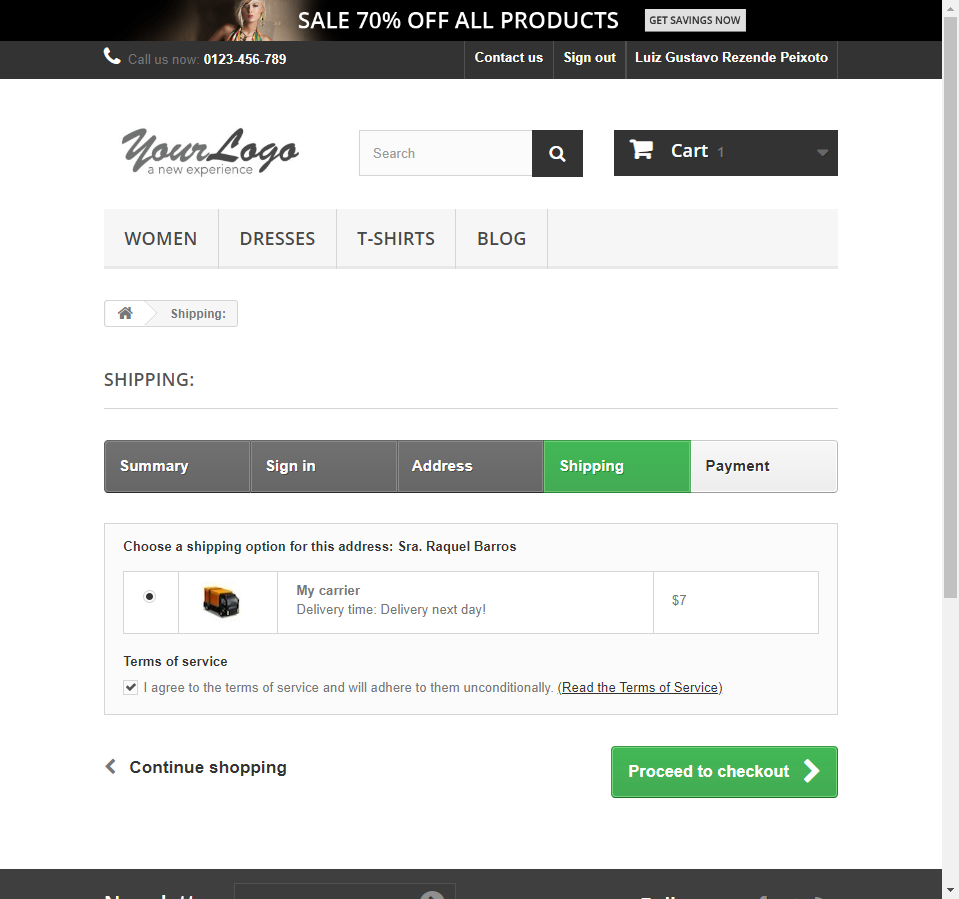 SALE 70% OFF ALL PRODUCTS GET SAVINGS NOW
Call us now: 0123-456-789 Contact us Sign out Luiz Gustavo Rezende Peixoto
YourLogo
a new experience
Search
Cart 1
WOMEN DRESSES T-SHIRTS BLOG
Shipping:
SHIPPING:
Summary Sign in Address Shipping Payment
Choose a shipping option for this address: Sra. Raquel Barros
My carrier
Delivery time: Delivery next day!
$7
Terms of service
I agree to the terms of service and will adhere to them unconditionally. (Read the Terms of Service)
Continue shopping
Proceed to checkout